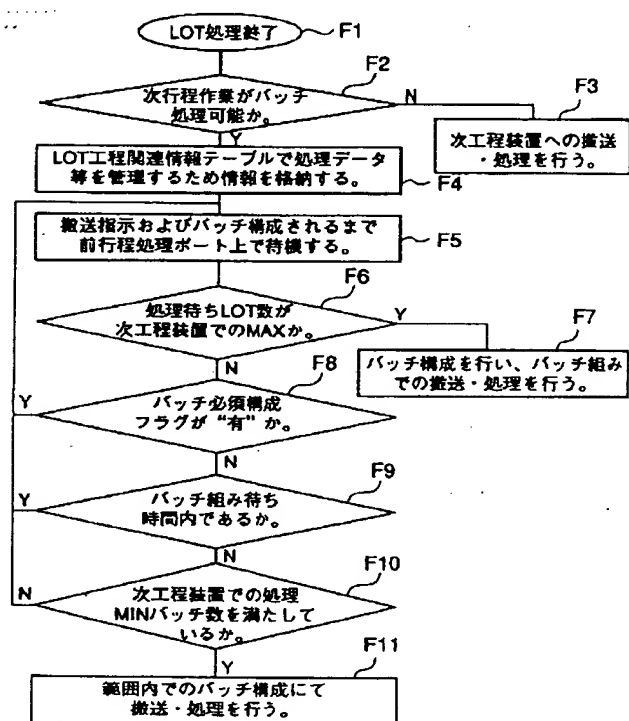 LOT処理終了
F1
F2
次行程作業がバッチ
処理可能か。
N
F3
次工程装置への搬送
・処理を行う。
Y
LOT工程関連情報テーブルで処理データ
等を管理するため情報を格納する。
F4
搬送指示およびバッチ構成されるまで
前行程処理ポート上で待機する。
F5
F6
処理待ちLOT数が
次工程装置でのMAXか。
Y
F7
バッチ構成を行い、バッチ組み
での搬送・処理を行う。
N
F8
Y
バッチ必須構成
フラグが“有”か。
N
F9
Y
バッチ組み待ち
時間内であるか。
N
F10
N
次工程装置での処理
MINバッチ数を満たして
いるか。
Y
F11
範囲内でのバッチ構成にて
搬送・処理を行う。